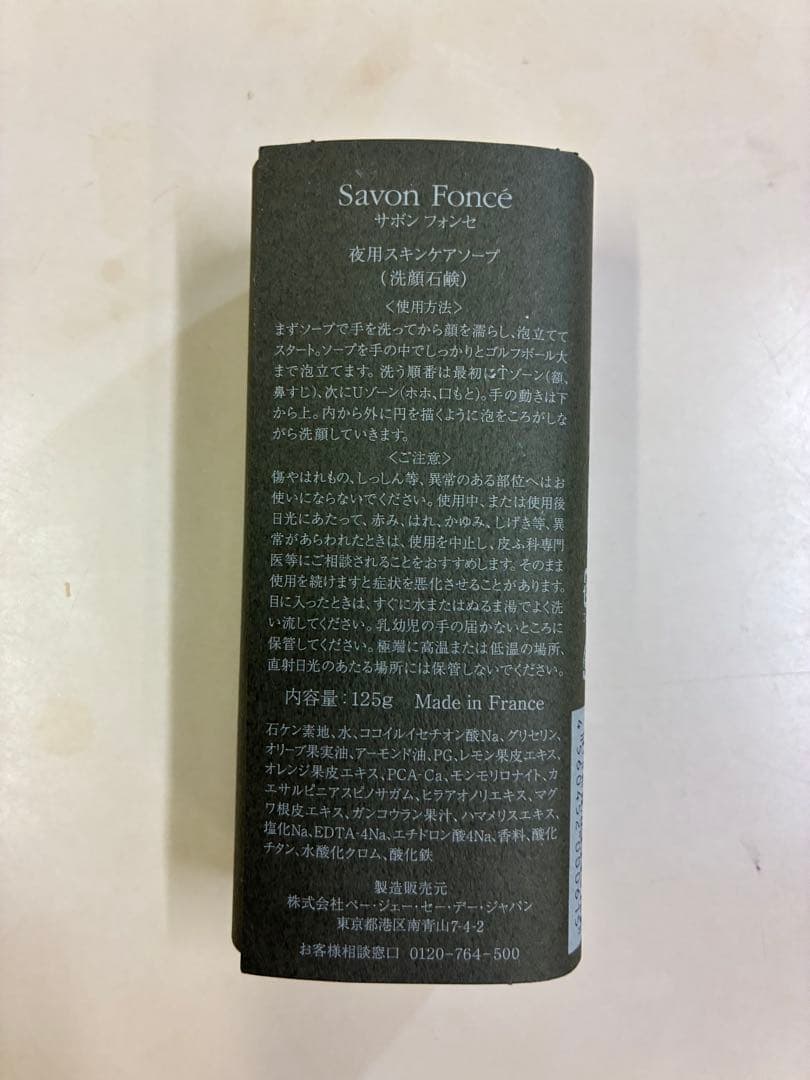 Savon Foncé
サボン フォンセ
夜用スキンケアソープ
(洗顔石鹸)
<使用方法>
まずソープで手を洗ってから顔を濡らし、泡立てて
スタート。ソープを手の中でしっかりとゴルフボール大
まで泡立てます。洗う順番は最初に
ゾーン(額、
鼻すじ)、次にUゾーン(ホホ、口もと)。手の動きは下
から上。内から外に円を描くように泡をころがしな
がら洗顔していきます。
<ご注意>
傷やはれもの、しっしん等、異常のある部位へはお
使いにならないでください。使用中、または使用後
日光にあたって、赤み、はれ、かゆみ、しげき等、異
常があらわれたときは、使用を中止し、皮ふ科専門
医等にご相談されることをおすすめします。そのまま
使用を続けますと症状を悪化させることがあります。
目に入ったときは、すぐに水またはぬるま湯でよく洗
い流してください。乳幼児の手の届かないところに
保管してください。極端に高温または低温の場所、
直射日光のあたる場所には保管しないでください。
内容量:125g Made in France
石ケン素地、水、ココイルイセチオン酸Na、グリセリン、
オリーブ果実油、アーモンド油、PG、レモン果皮エキス、
オレンジ果皮エキス、PCA-Ca、モンモリロナイト、カ
エサルピニアスピノサガム、ヒラアオノリエキス、マグ
ワ根皮エキス、ガンコウラン果汁、ハマメリスエキス、
塩化Na、EDTA-4Na、エチドロン酸4Na、香料、酸化
チタン、水酸化クロム、酸化鉄
製造販売元
株式会社ペー・ジェー・セー・デー・ジャパン
東京都港区南青山7-4-2
お客様相談窓口 0120-764-500